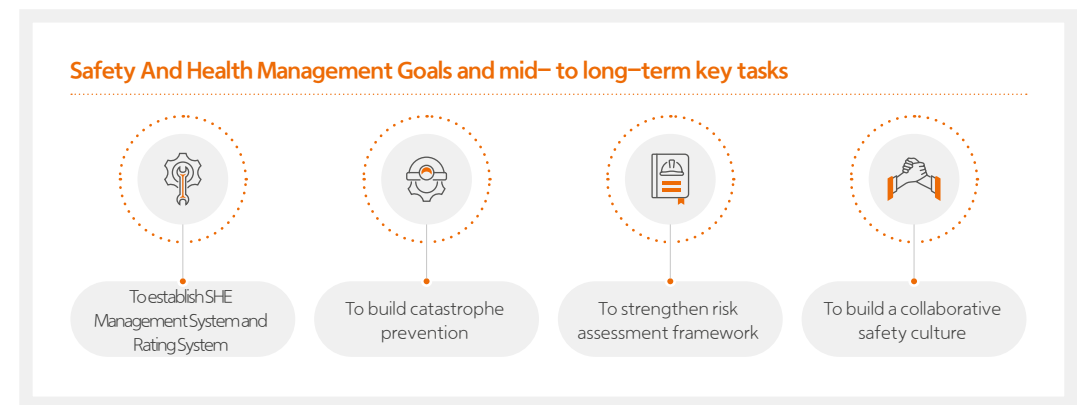 Safety And Health Management Goals and mid- to long-term key tasks
To establish SHE
Management System and
Rating System
To build catastrophe
prevention
To strengthen risk
assessment framework
To build a collaborative
safety culture